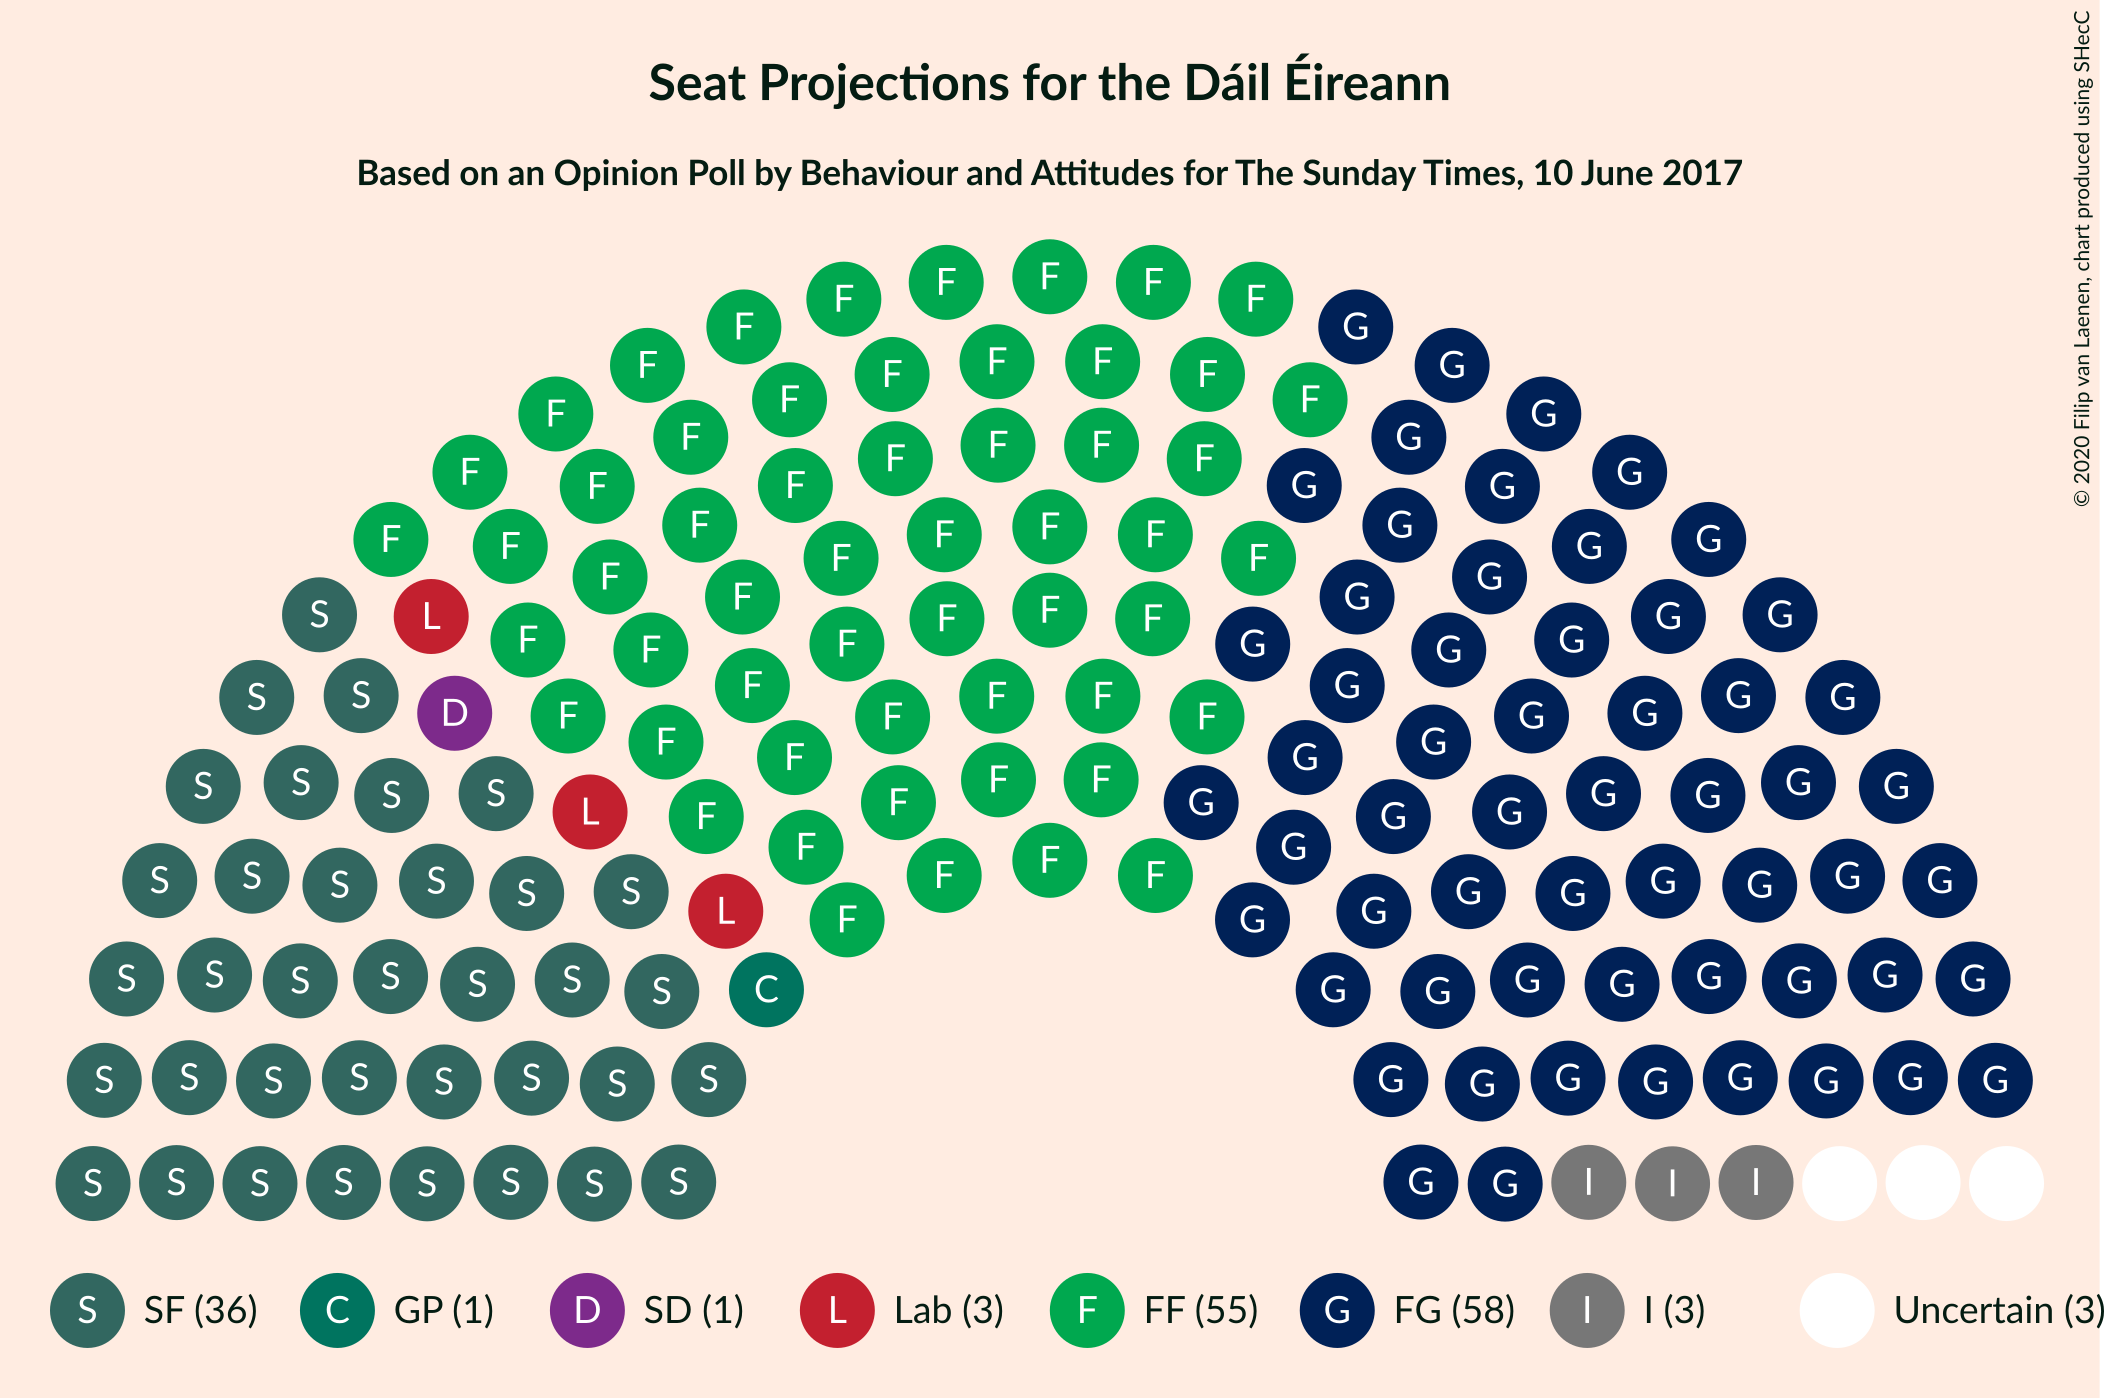 Seat Projections for the Dáil Éireann
Based on an Opinion Poll by Behaviour and Attitudes for The Sunday Times, 10 June 2017
© 2020 Filip van Laenen, chart produced using SHecC
F F F F F
F F G
F F F F F G
F F F F F G G
F F F F F F G G G
F F F F F F F G G G
F F F F F F G G G G
S L F F F F F F G G G G G G
S S D F F F F F F G G G G G G
S S S S L F F F F F G G G G G G G G
S S S S S S L F F F F F G G G G G G G G G
S S S S S S S C G G G G G G G G
S S S S S S S S G G G G G G G G
S S S S S S S S G G I I I
S SF (36) C GP (1) D SD (1) L Lab (3) F FF (55) G FG (58) I I (3) Uncertain (3)